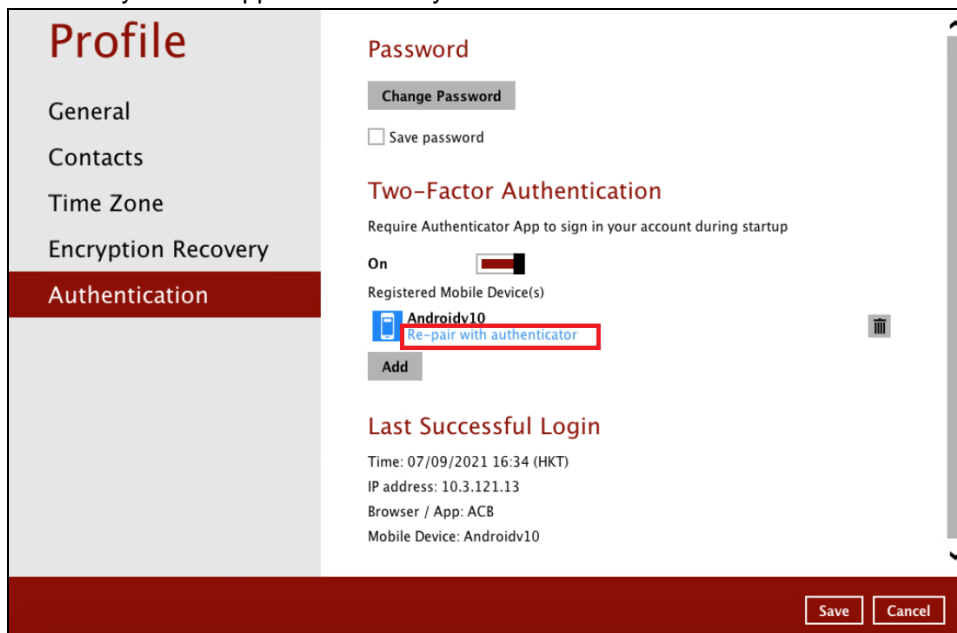 Profile
General
Contacts
Time Zone
Encryption Recovery
Authentication
Password
Change Password
Save password
Two-Factor Authentication
Require Authenticator App to sign in your account during startup
On
Registered Mobile Device(s)
Androidv10
Re-pair with authenticator
Add
Last Successful Login
Time: 07/09/2021 16:34 (HKT)
IP address: 10.3.121.13
Browser / App: ACB
Mobile Device: Androidv10
Save
Cancel